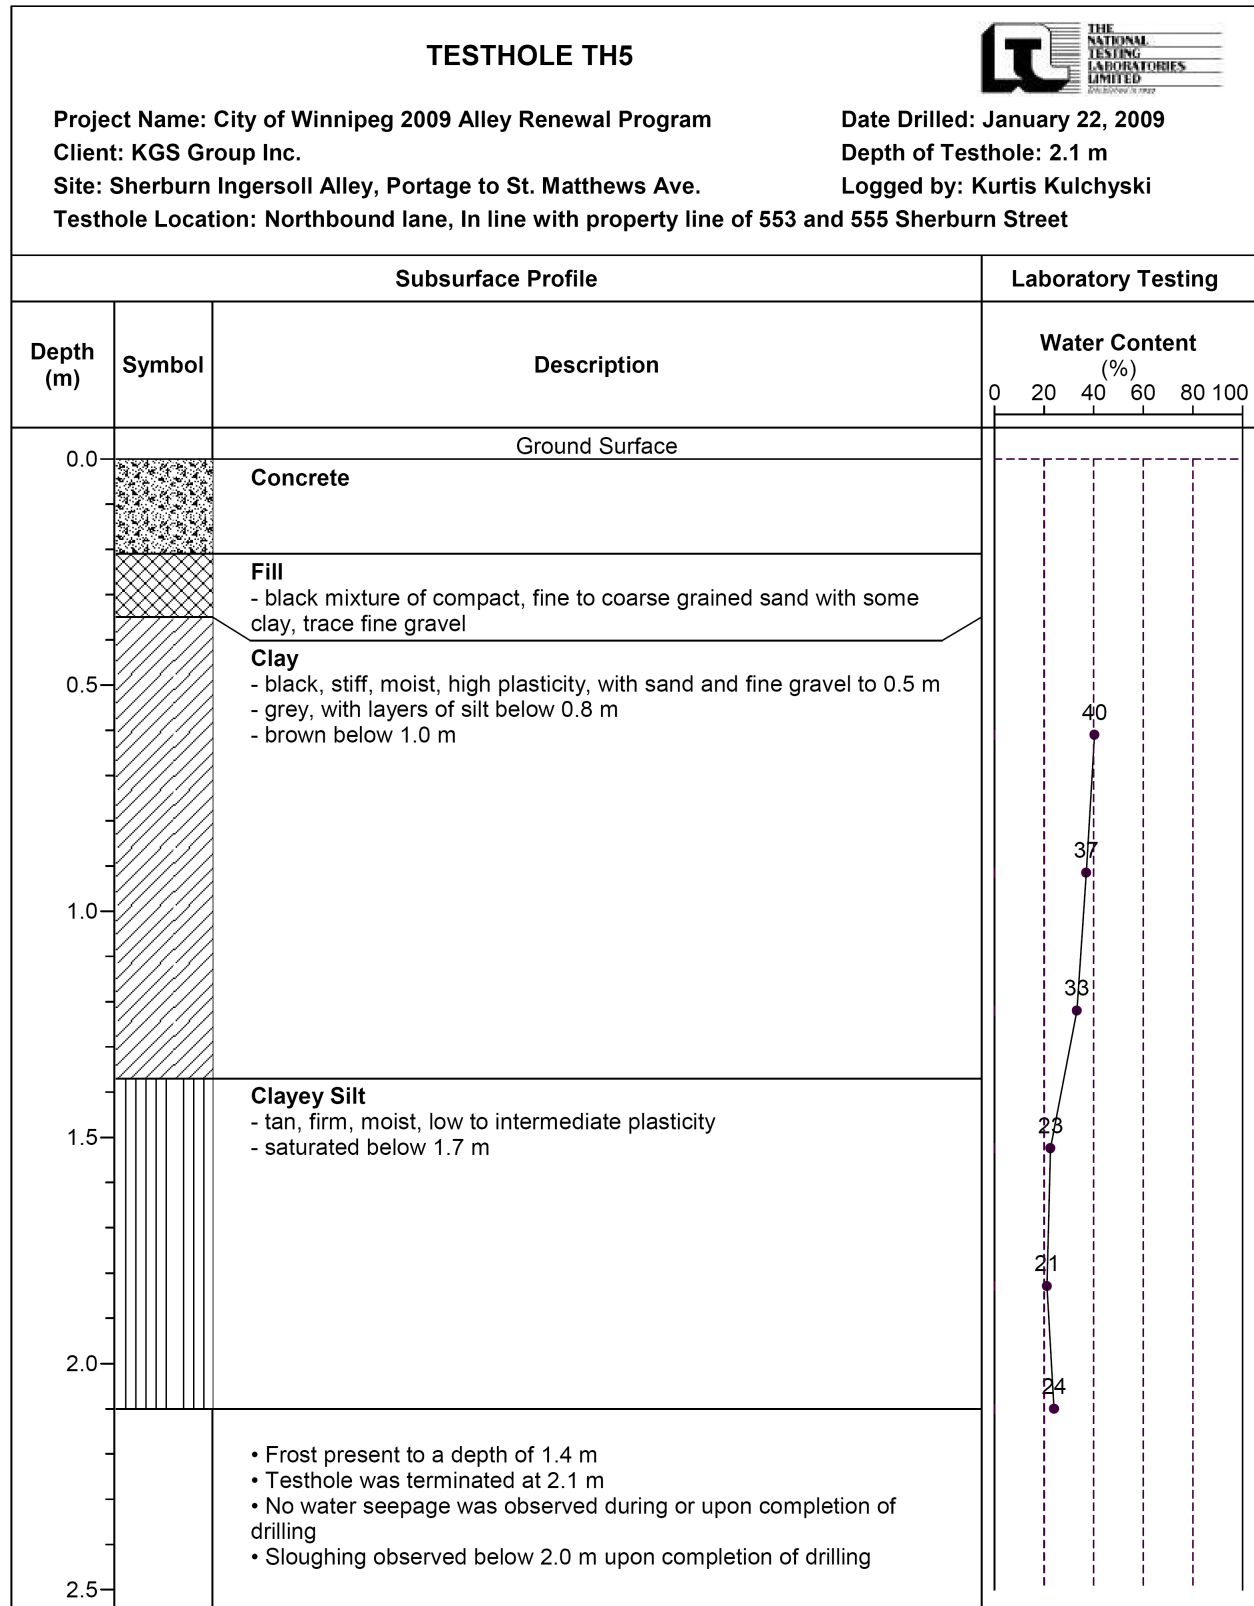 TESTHOLE TH5
THE
NATIONAL
TESTING
LABORATORIES
LIMITED
Established in 1923
Project Name: City of Winnipeg 2009 Alley Renewal Program
Date Drilled: January 22, 2009
Client: KGS Group Inc.
Depth of Testhole: 2.1 m
Site: Sherburn Ingersoll Alley, Portage to St. Matthews Ave.
Logged by: Kurtis Kulchyski
Testhole Location: Northbound lane, In line with property line of 553 and 555 Sherburn Street
Subsurface Profile
Laboratory Testing
Depth
(m)
Symbol
Description
Water Content
(%)
0 20 40 60 80 100
Ground Surface
0.0
Concrete
Fill
- black mixture of compact, fine to coarse grained sand with some
clay, trace fine gravel
Clay
0.5
- black, stiff, moist, high plasticity, with sand and fine gravel to 0.5 m
- grey, with layers of silt below 0.8 m
- brown below 1.0 m
40
37
1.0
33
Clayey Silt
- tan, firm, moist, low to intermediate plasticity
- saturated below 1.7 m
1.5
23
21
2.0
24
• Frost present to a depth of 1.4 m
• Testhole was terminated at 2.1 m
• No water seepage was observed during or upon completion of
drilling
• Sloughing observed below 2.0 m upon completion of drilling
2.5